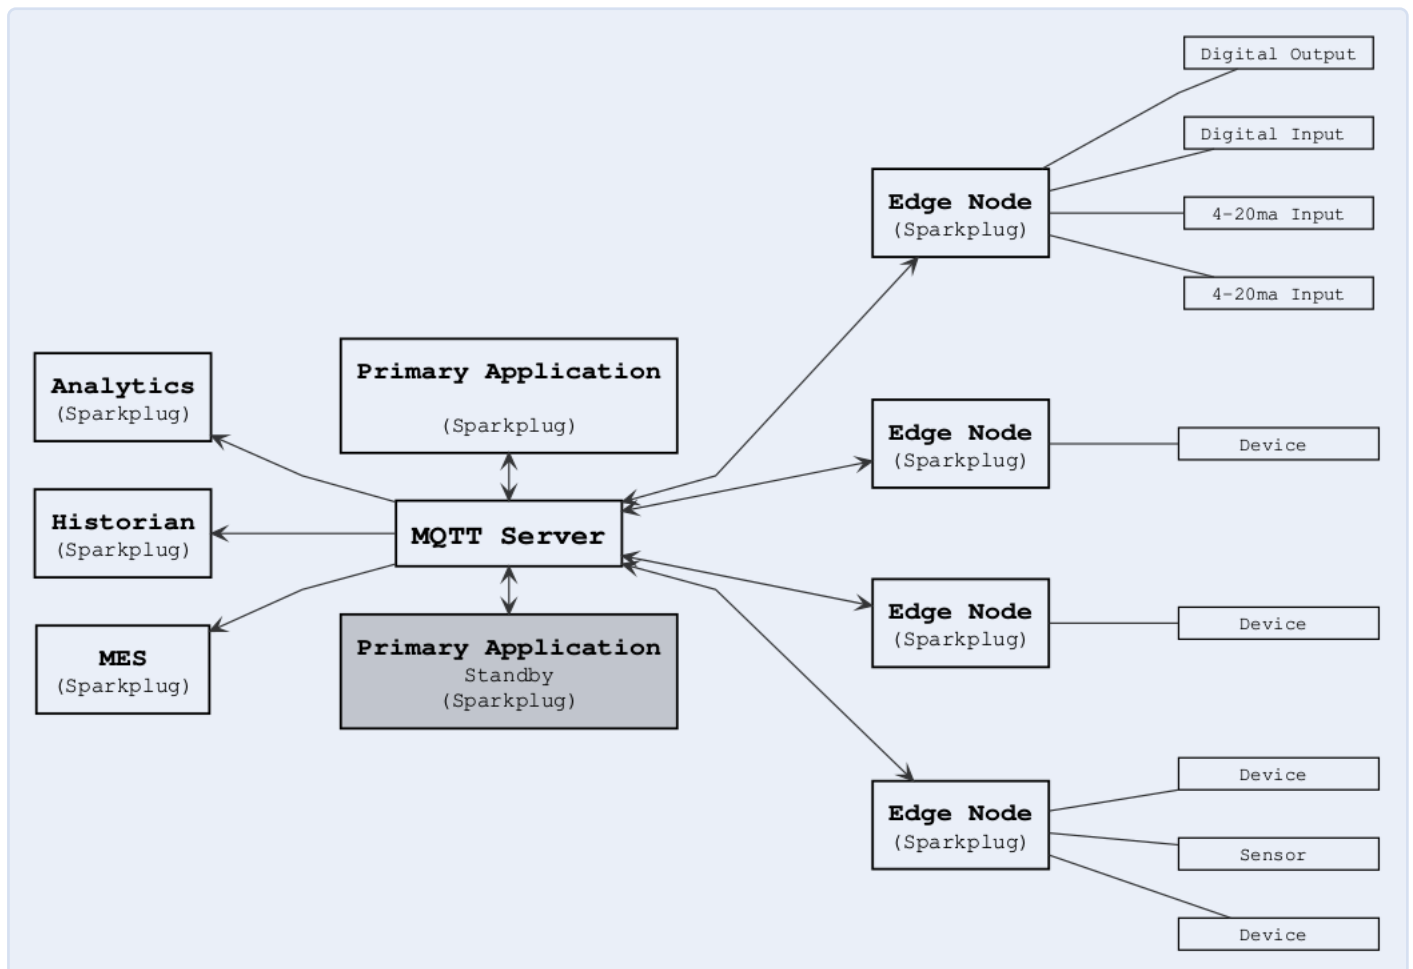 Digital Output
Digital Input
Edge Node
(Sparkplug)
4-20ma Input
4-20ma Input
Analytics
(Sparkplug)
Primary Application
(Sparkplug)
Edge Node
(Sparkplug)
Device
Historian
(Sparkplug)
MQTT Server
Edge Node
(Sparkplug)
Device
MES
(Sparkplug)
Primary Application
Standby
(Sparkplug)
Edge Node
(Sparkplug)
Device
Sensor
Device